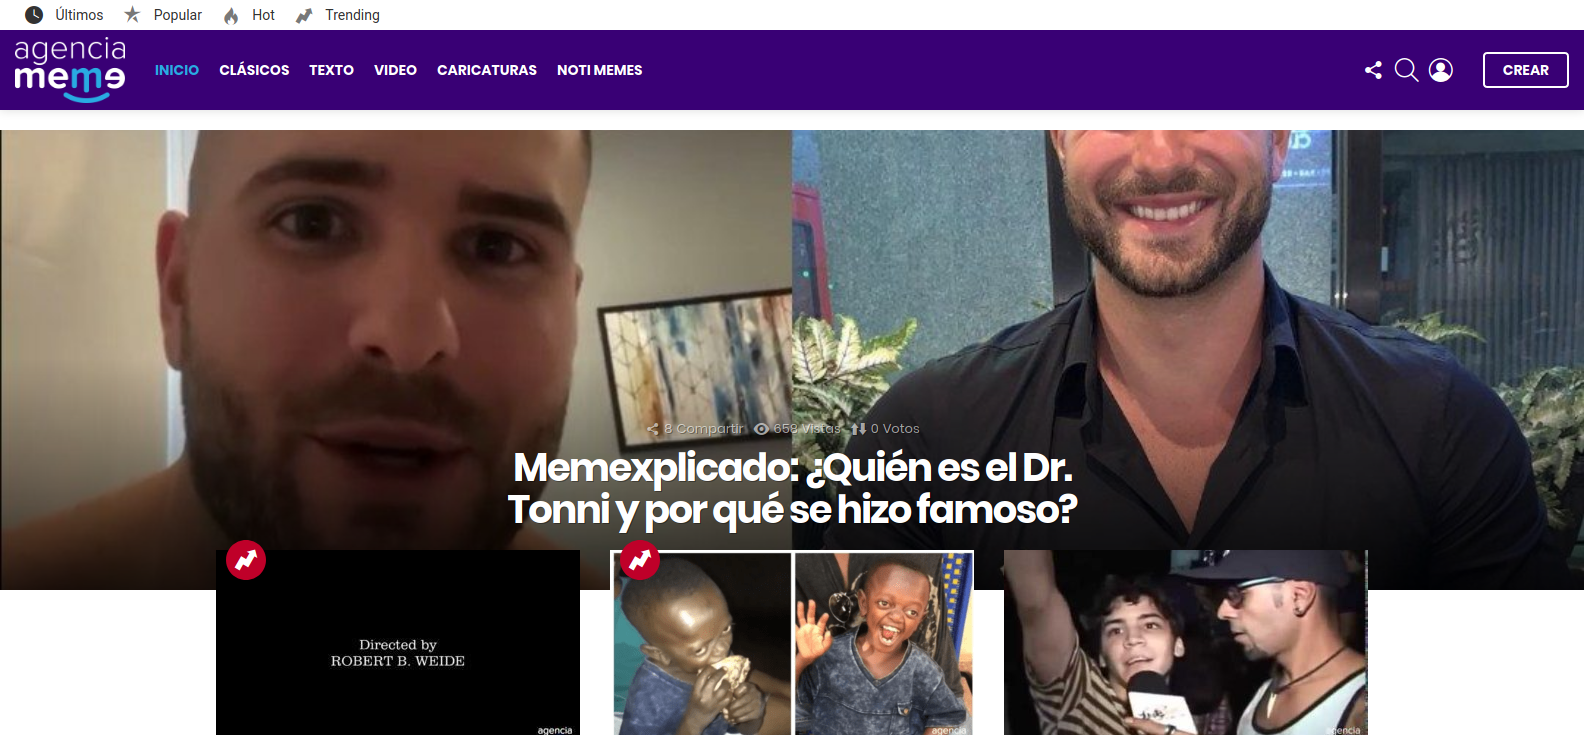 Últimos Popular Hot Trending
agencia
meme
INICIO CLÁSICOS TEXTO VIDEO CARICATURAS NOTI MEMES CREAR
8 Compartir 658 Vistas 0 Votos
Memexplicado: ¿Quién es el Dr.
Tonni y por qué se hizo famoso?
Directed by
ROBERT B. WEIDE
agencia
agencia
agencia